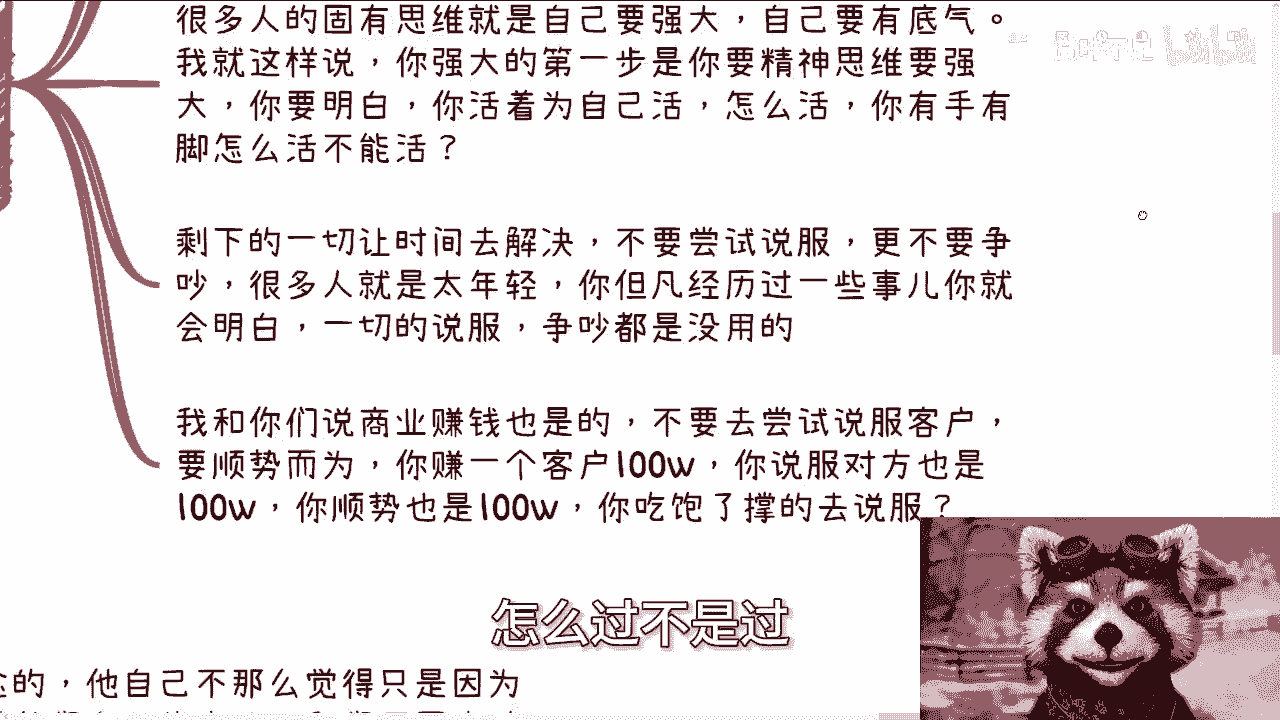 很多人的固有思维就是自己要强大，自己要有底气。
我就这样说，你强大的第一步是你要精神思维要强
大，你要明白，你活着为自己活，怎么活，你有手有
脚怎么活不能活？
剩下的一切让时间去解决，不要尝试说服，更不要争
吵，很多人就是太年轻，你但凡经历过一些事儿你就
会明白，一切的说服，争吵都是没用的
我和你们说商业赚钱也是的，不要去尝试说服客户，
要顺势而为，你赚一个客户100w，你说服对方也是
100w，你顺势也是100w，你吃饱了撑的去说服？
怎么过不是过
的，他自己不那么觉得只是因为